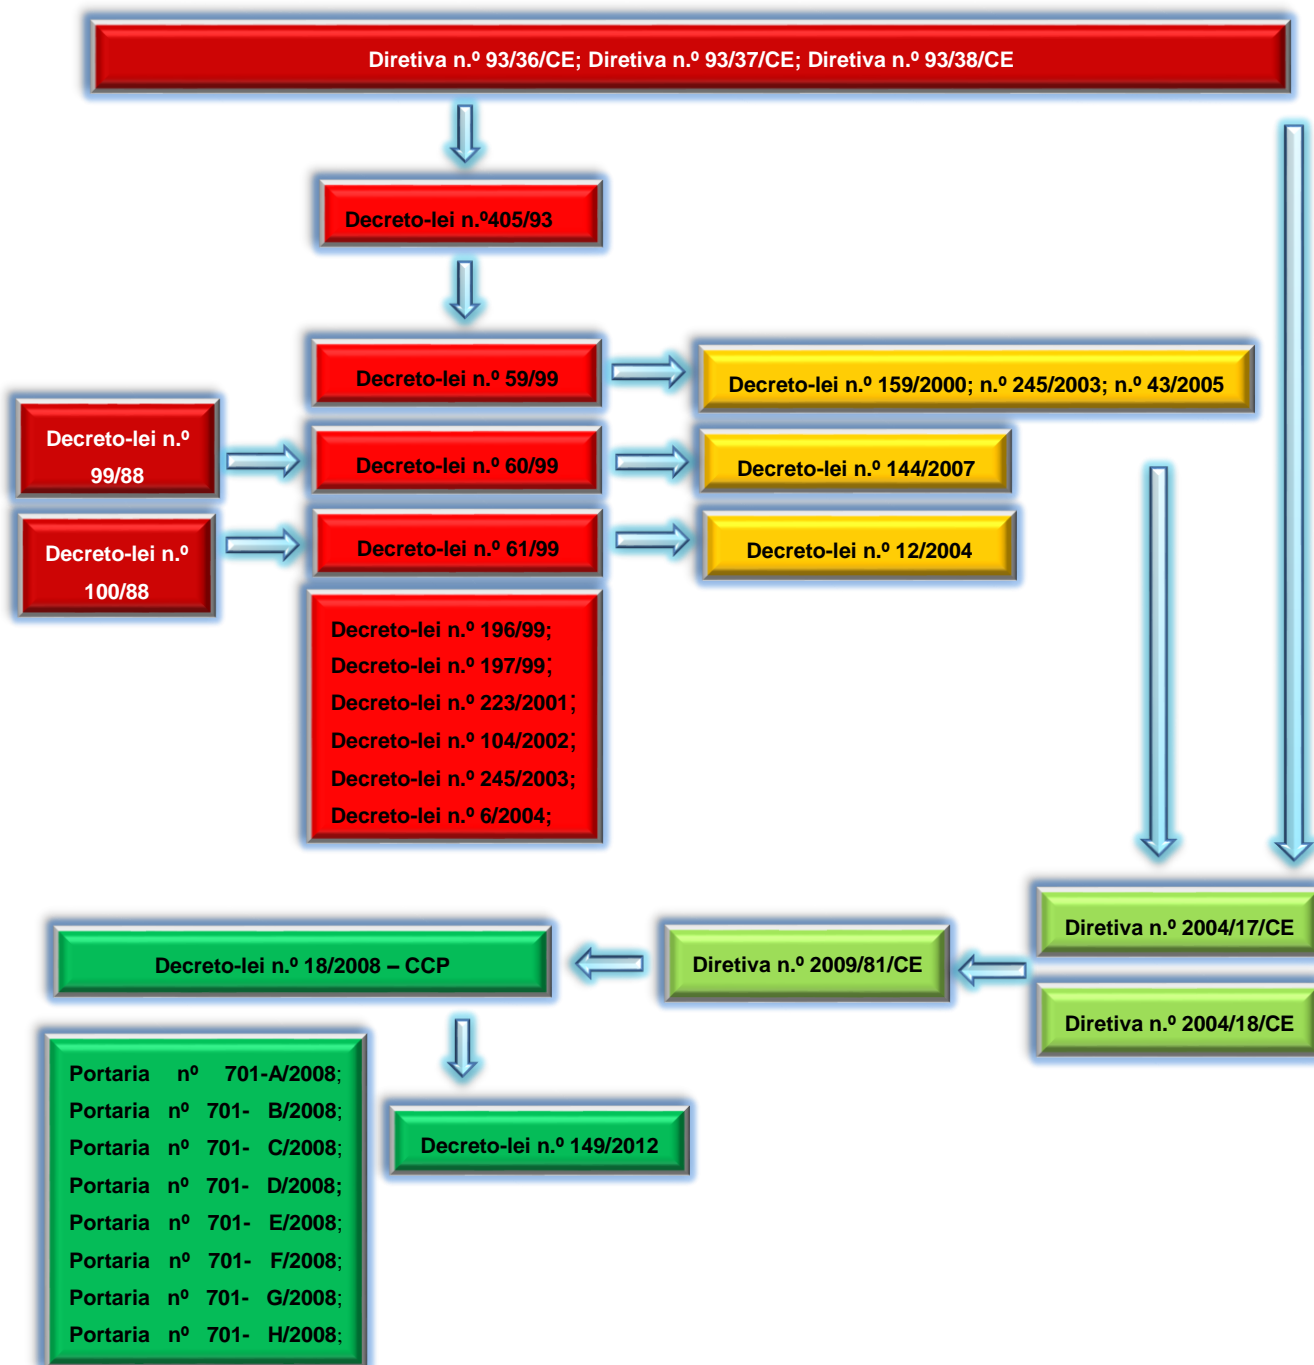 Diretiva n.º 93/36/CE; Diretiva n.º 93/37/CE; Diretiva n.º 93/38/CE
Decreto-lei n.º405/93
Decreto-lei n.º 59/99
Decreto-lei n.º 159/2000; n.º 245/2003; n.º 43/2005
Decreto-lei n.º
99/88
Decreto-lei n.º 60/99
Decreto-lei n.º 144/2007
Decreto-lei n.º
100/88
Decreto-lei n.º 61/99
Decreto-lei n.º 12/2004
Decreto-lei n.º 196/99;
Decreto-lei n.º 197/99;
Decreto-lei n.º 223/2001;
Decreto-lei n.º 104/2002;
Decreto-lei n.º 245/2003;
Decreto-lei n.º 6/2004;
Diretiva n.º 2004/17/CE
Diretiva n.º 2004/18/CE
Diretiva n.º 2009/81/CE
Decreto-lei n.º 18/2008 – CCP
Decreto-lei n.º 149/2012
Portaria nº 701-A/2008;
Portaria nº 701- B/2008;
Portaria nº 701- C/2008;
Portaria nº 701- D/2008;
Portaria nº 701- E/2008;
Portaria nº 701- F/2008;
Portaria nº 701- G/2008;
Portaria nº 701- H/2008;